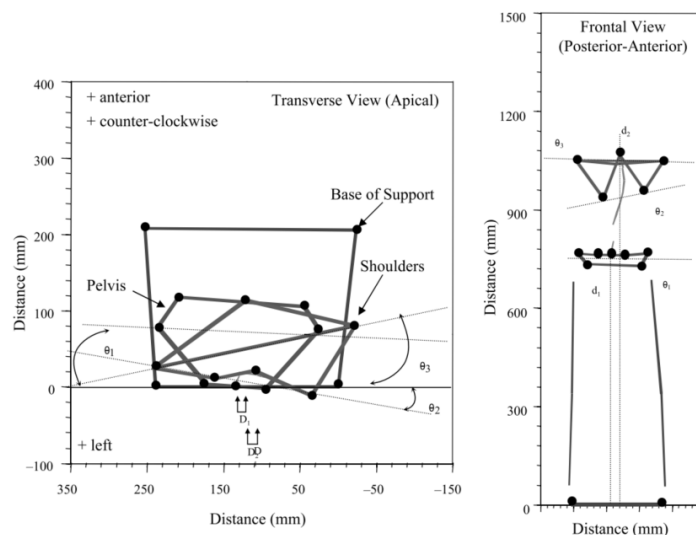 + anterior
+ counter-clockwise
Transverse View (Apical)
Base of Support
Pelvis
Shoulders
θ1
θ3
θ2
+ left
D1
D2
D
400
300
400
200
100
0
–100
350
250
150
50
–50
–150
Distance (mm)
Distance (mm)
Frontal View
(Posterior-Anterior)
d2
θ3
θ2
d1
θ1
1500
1200
900
600
300
0
Distance (mm)
Distance (mm)